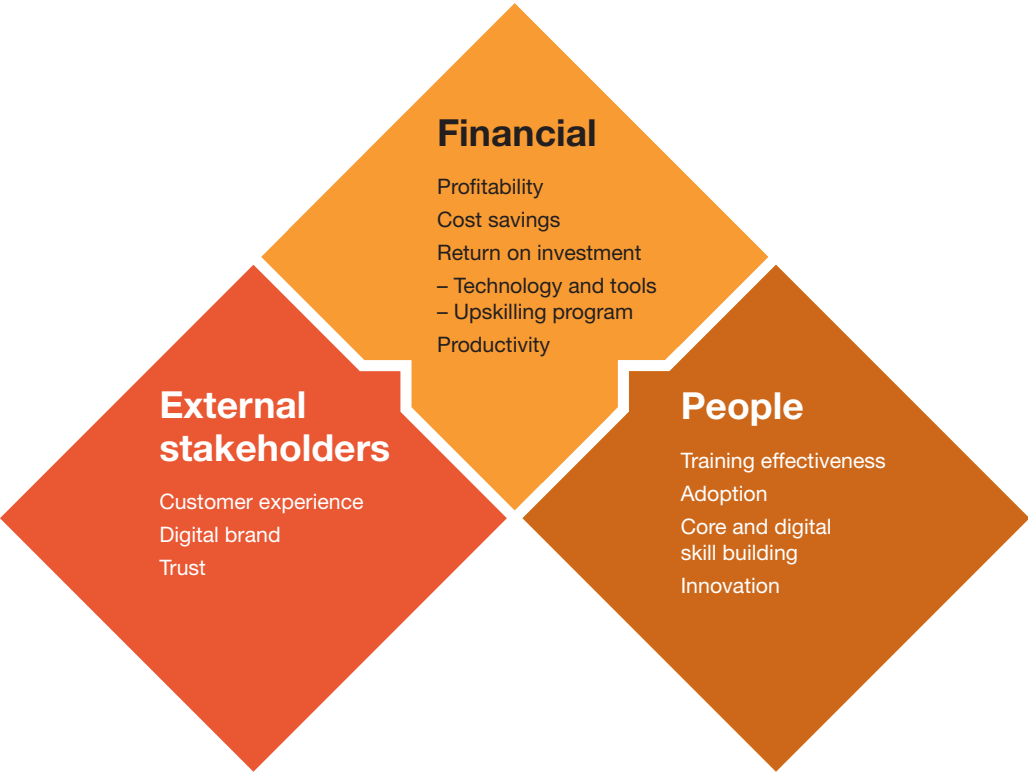 Financial
Profitability
Cost savings
Return on investment
– Technology and tools
– Upskilling program
Productivity
External
stakeholders
Customer experience
Digital brand
Trust
People
Training effectiveness
Adoption
Core and digital
skill building
Innovation